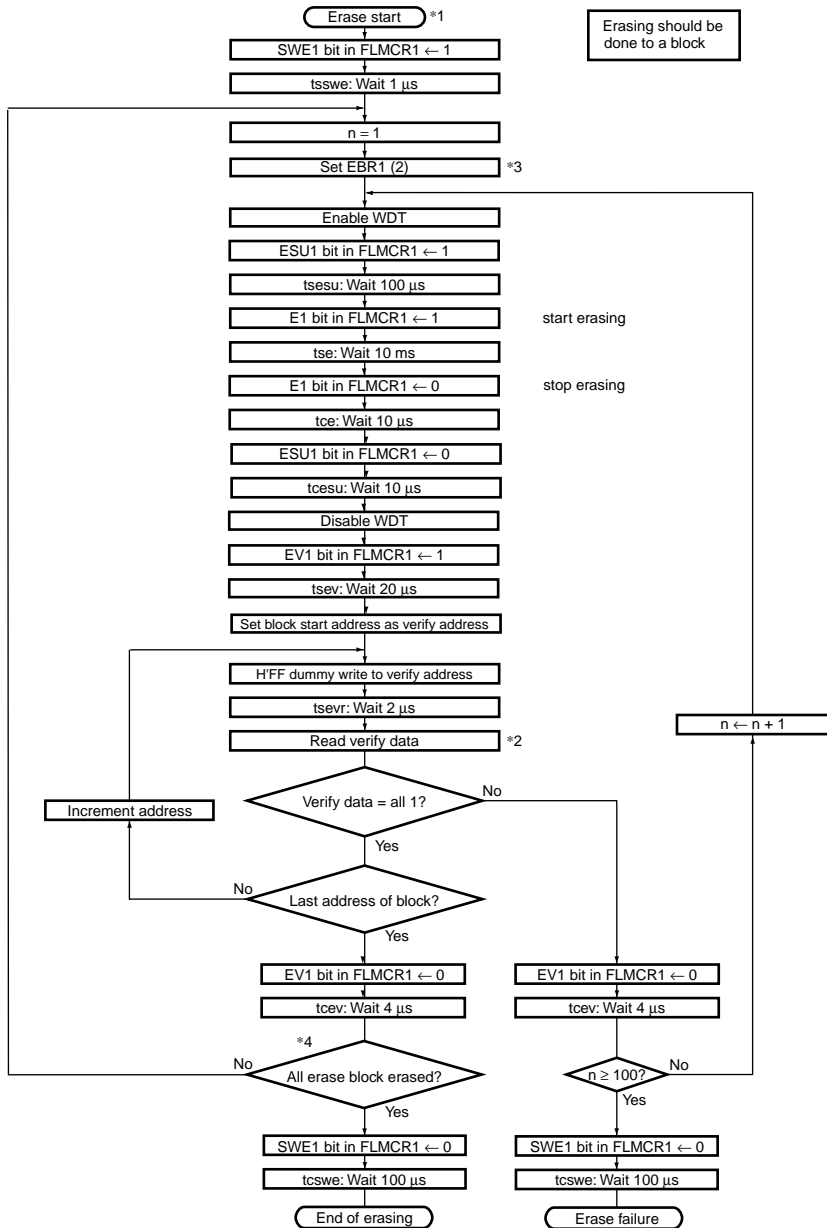 Erase start
*1
Erasing should be
done to a block
SWE1 bit in FLMCR1 ← 1
tsswe: Wait 1 μs
n = 1
Set EBR1 (2)
*3
Enable WDT
ESU1 bit in FLMCR1 ← 1
tsesu: Wait 100 μs
E1 bit in FLMCR1 ← 1
start erasing
tse: Wait 10 ms
E1 bit in FLMCR1 ← 0
stop erasing
tce: Wait 10 μs
ESU1 bit in FLMCR1 ← 0
tcesu: Wait 10 μs
Disable WDT
EV1 bit in FLMCR1 ← 1
tsev: Wait 20 μs
Set block start address as verify address
H'FF dummy write to verify address
tsevr: Wait 2 μs
n ← n + 1
Read verify data
*2
Verify data = all 1?
No
Increment address
Yes
No
Last address of block?
Yes
EV1 bit in FLMCR1 ← 0
EV1 bit in FLMCR1 ← 0
tcev: Wait 4 μs
tcev: Wait 4 μs
*4
No
All erase block erased?
n ≥ 100?
No
Yes
Yes
SWE1 bit in FLMCR1 ← 0
SWE1 bit in FLMCR1 ← 0
tcswe: Wait 100 μs
tcswe: Wait 100 μs
End of erasing
Erase failure